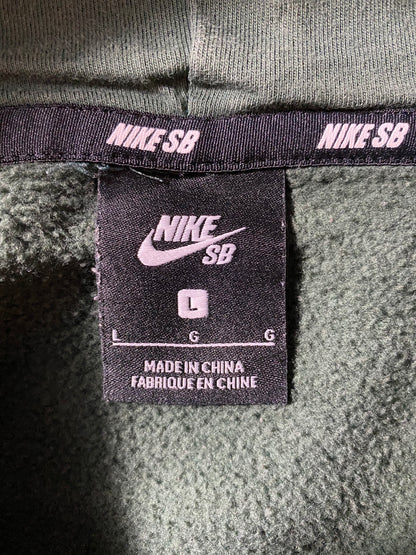 NIKE SB NIKE SB
NIKE
SB
L
L G G
MADE IN CHINA
FABRIQUE EN CHINE